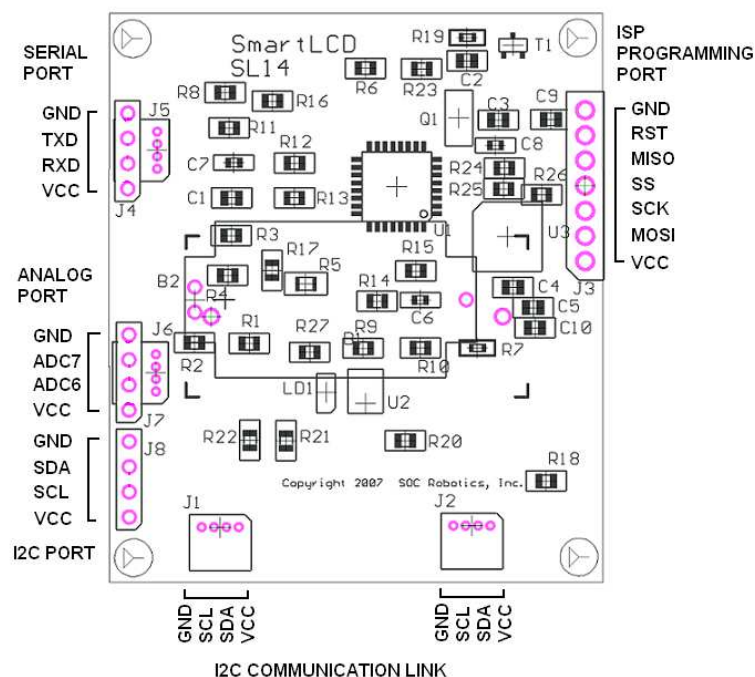 SERIAL
PORT
GND
TXD
RXD
VCC
J5
J4
SmartLCD
SL14
R19
T1
C2
R6
R23
R8
R16
R11
C7
R12
C1
R13
R3
Q1
C3
C9
C8
R24
R25
R26
U1
U3
J3
ISP
PROGRAMMING
PORT
GND
RST
MISO
SS
SCK
MOSI
VCC
ANALOG
PORT
GND
ADC7
ADC6
VCC
J6
J7
B2
R4
R17
R5
R15
R14
C6
C4
C5
C10
R2
R1
R27
R9
R10
R7
LD1
U2
GND
SDA
SCL
VCC
J8
I2C PORT
R22
R21
R20
R18
Copyright 2007 SOC Robotics, Inc.
J1
J2
GND
SCL
SDA
VCC
GND
SCL
SDA
VCC
I2C COMMUNICATION LINK